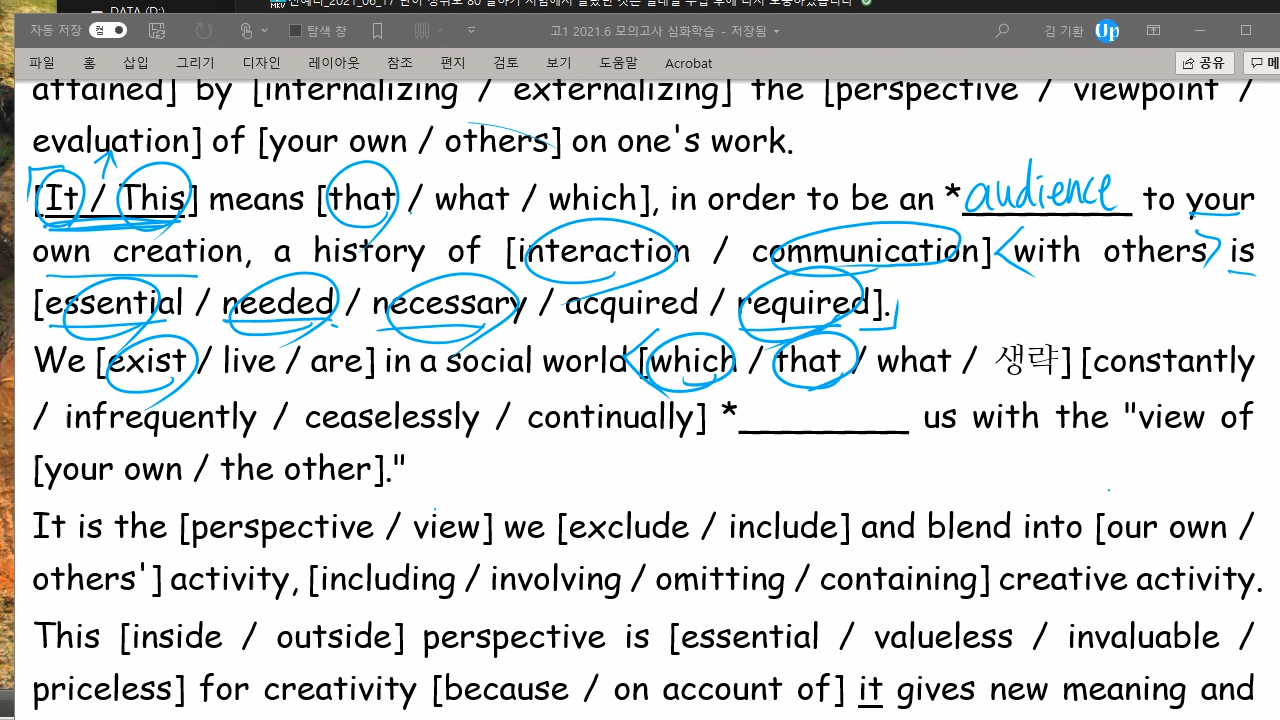 DATA (D:)
자동 저장 켬 탐색 창 고1 2021.6 모의고사 심화학습 - 저장됨 김 기환 Up
파일 홈 삽입 그리기 디자인 레이아웃 참조 편지 검토 보기 도움말 Acrobat 공유 메
attained] by [internalizing / externalizing] the [perspective / viewpoint /
evaluation] of [your own / others] on one's work.
[It / This] means [that / what / which], in order to be an *audience to your
own creation, a history of [interaction / communication] <with others> is
[essential / needed / necessary / acquired / required].
We [exist / live / are] in a social world <[which / that / what / 생략] [constantly
/ infrequently / ceaselessly / continually] *__________ us with the "view of
[your own / the other]."
It is the [perspective / view] we [exclude / include] and blend into [our own /
others'] activity, [including / involving / omitting / containing] creative activity.
This [inside / outside] perspective is [essential / valueless / invaluable /
priceless] for creativity [because / on account of] it gives new meaning and